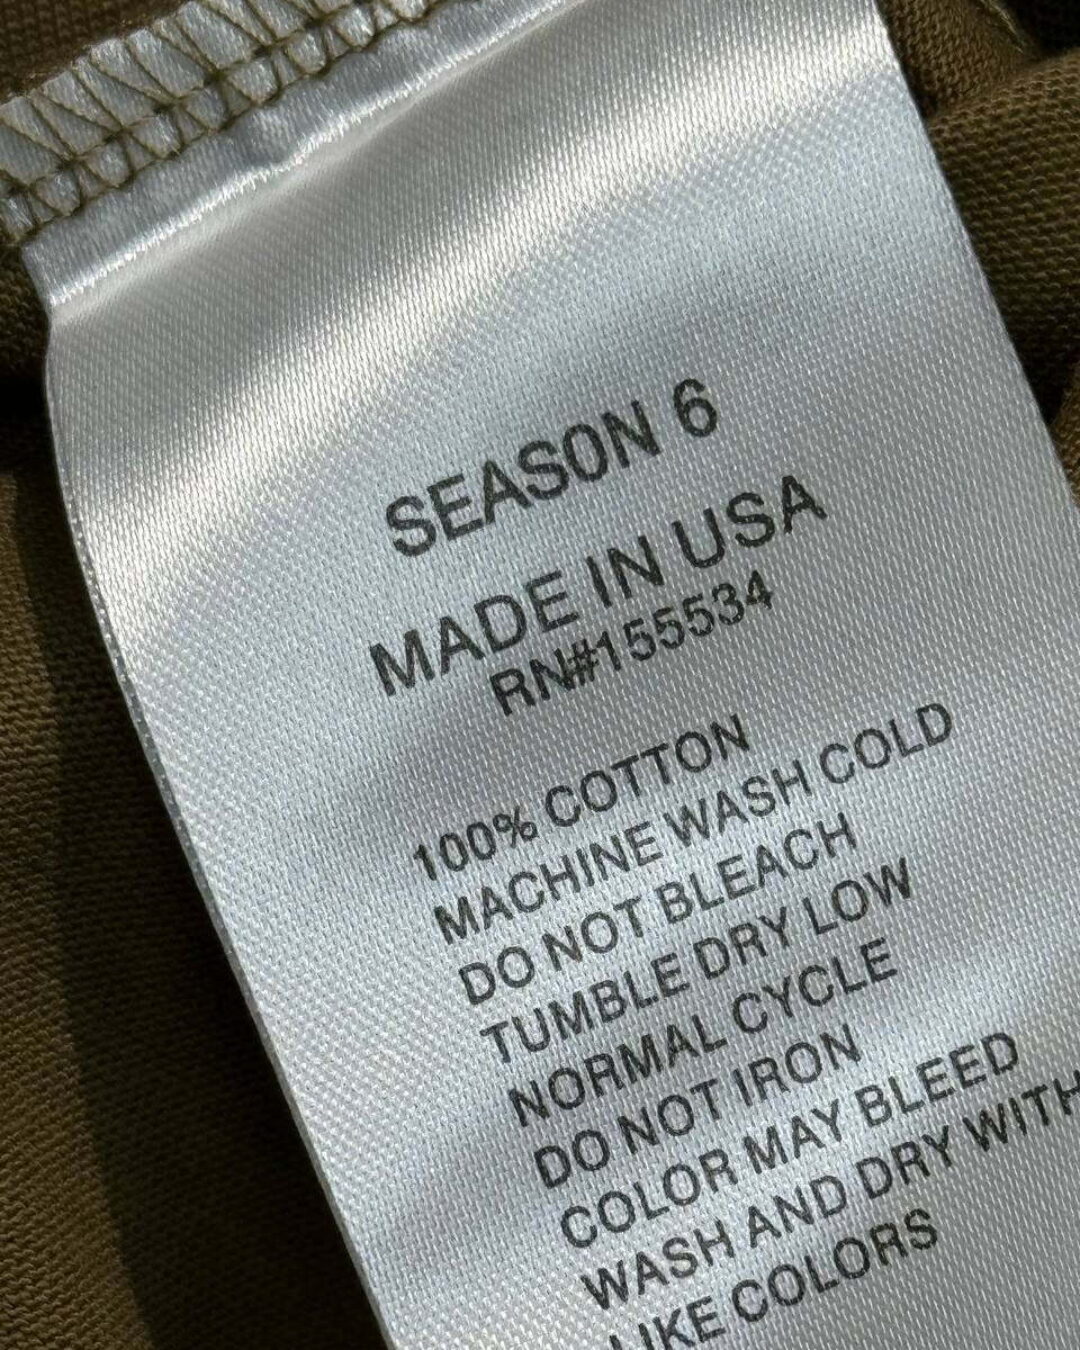 SEASON 6
MADE IN USA
RN#155534
100% COTTON
MACHINE WASH COLD
DO NOT BLEACH
TUMBLE DRY LOW
NORMAL CYCLE
DO NOT IRON
COLOR MAY BLEED
WASH AND DRY WITH
LIKE COLORS